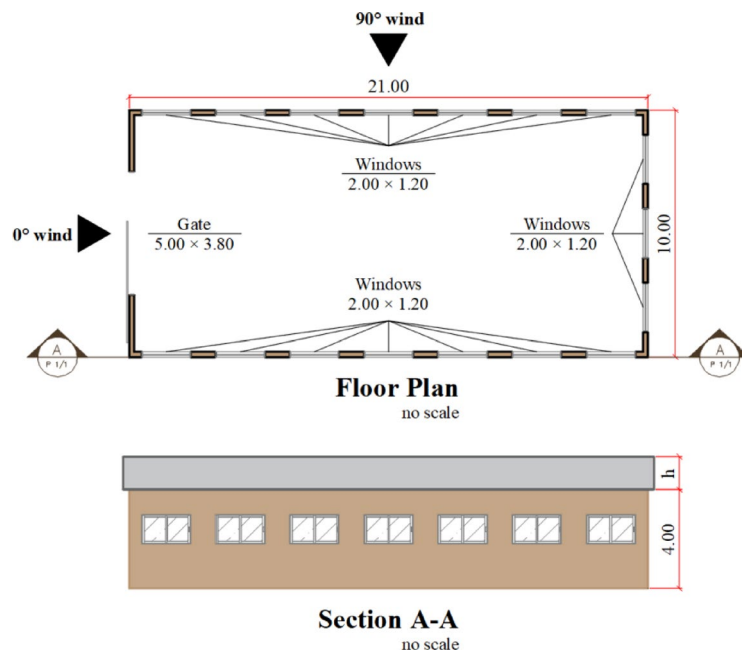 90° wind
21.00
Windows
2.00 × 1.20
0° wind
Gate
5.00 × 3.80
Windows
2.00 × 1.20
10.00
Windows
2.00 × 1.20
A
P 1/1
A
P 1/1
Floor Plan
no scale
h
4.00
Section A-A
no scale